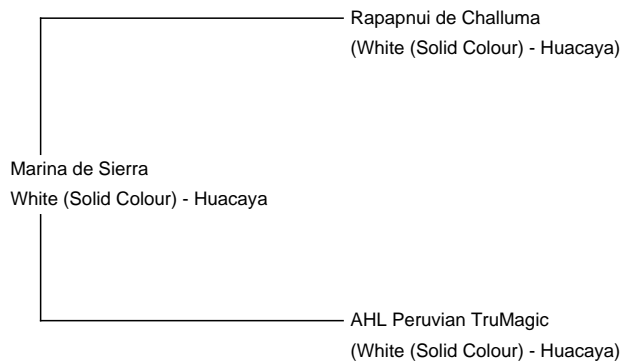 Rapapnui de Challuma
(White (Solid Colour) - Huacaya)
Marina de Sierra
White (Solid Colour) - Huacaya
AHL Peruvian TruMagic
(White (Solid Colour) - Huacaya)